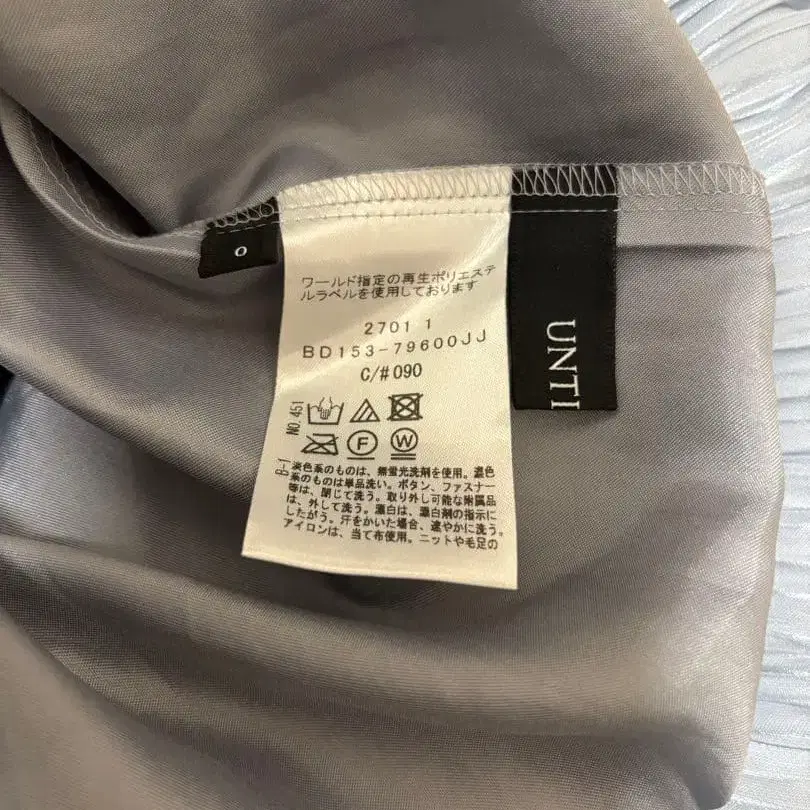 0
ワールド指定の再生ポリエステ
ルラベルを使用しております
2701 1
BD153-79600JJ
C/#090
NO.451
F
W
B-1
淡色系のものは、無蛍光洗剤を使用。濃色
系のものは単品洗い。ボタン、ファスナー
等は、閉じて洗う。取り外し可能な附属品
は、外して洗う。漂白は、漂白剤の指示に
したがう。汗をかいた場合、速やかに洗う。
アイロンは、当て布使用。ニットや毛足の
UNTI